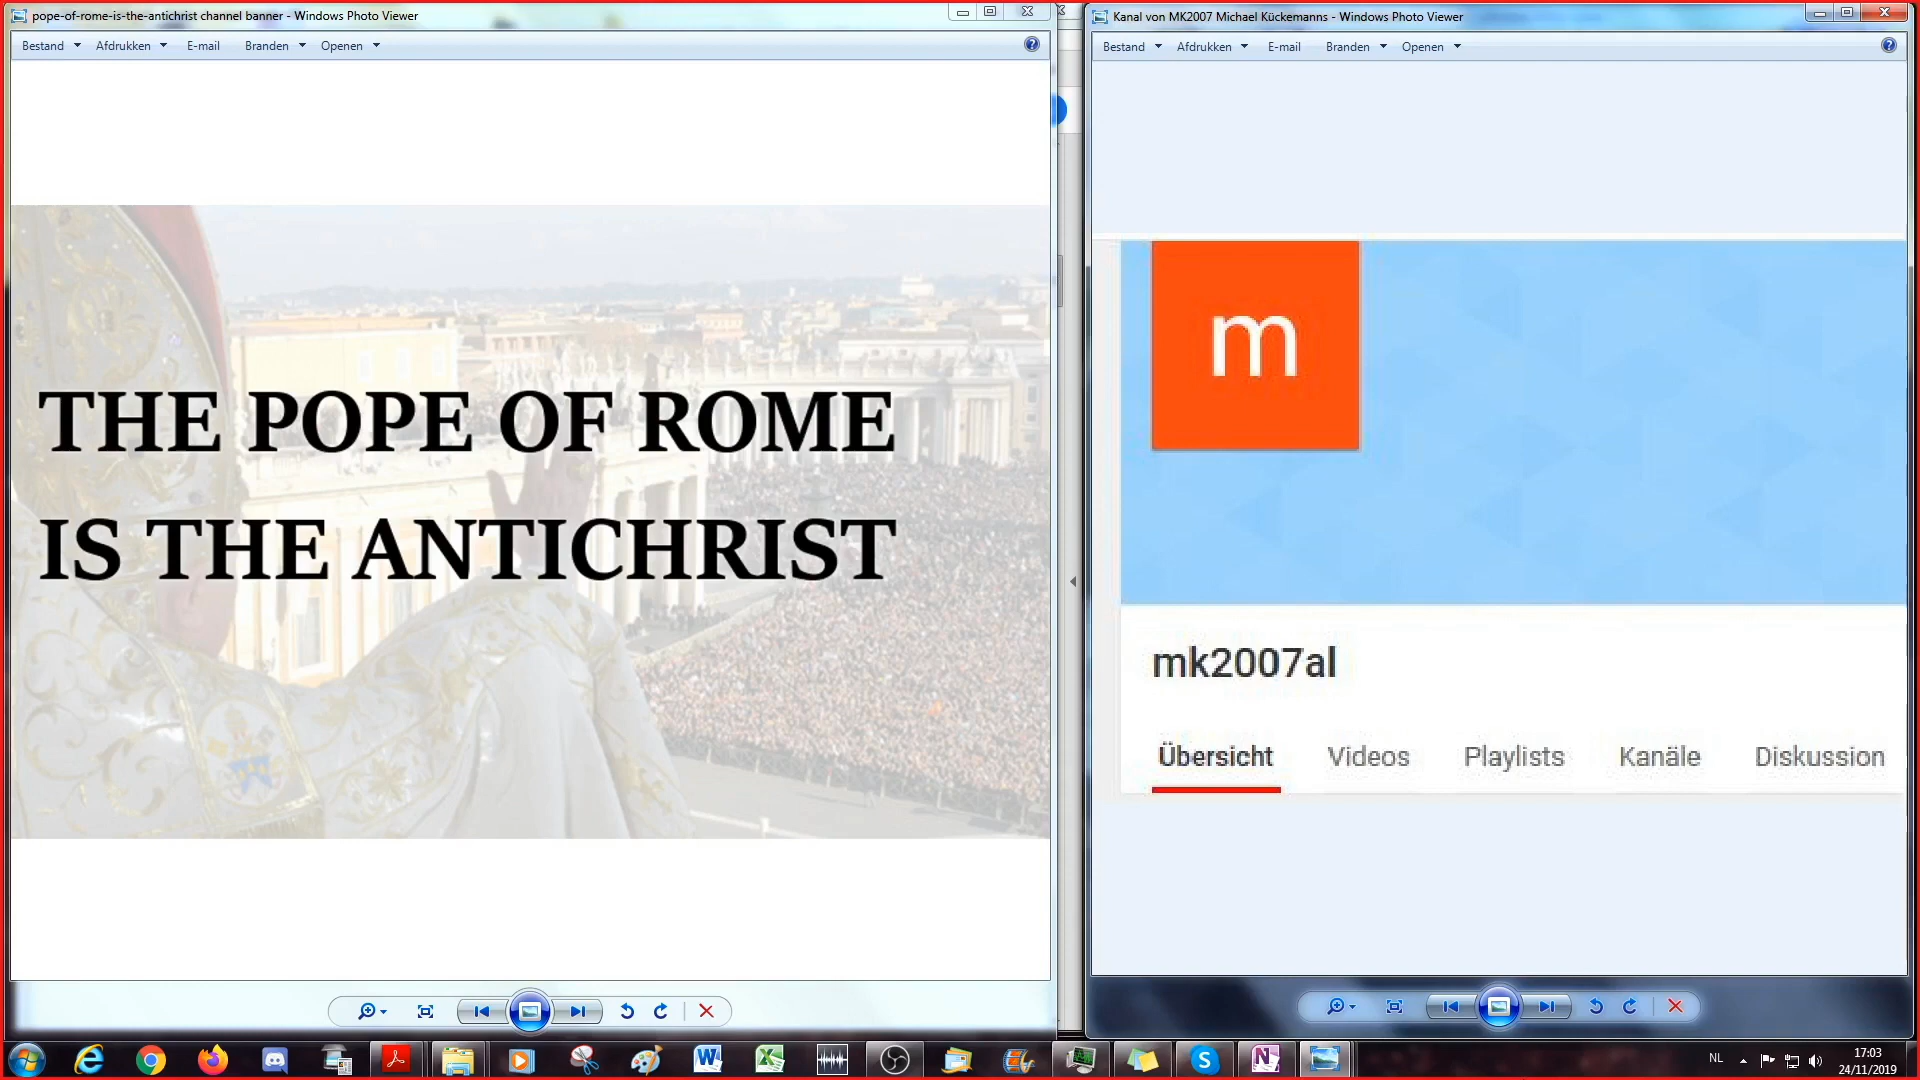 pope-of-rome-is-the-antichrist channel banner - Windows Photo Viewer
Bestand Afdrukken E-mail Branden Openen
THE POPE OF ROME
IS THE ANTICHRIST
Kanal von MK2007 Michael Kückemanns - Windows Photo Viewer
Bestand Afdrukken E-mail Branden Openen
m
mk2007al
Übersicht Videos Playlists Kanäle Diskussion
NL
17:03
24/11/2019